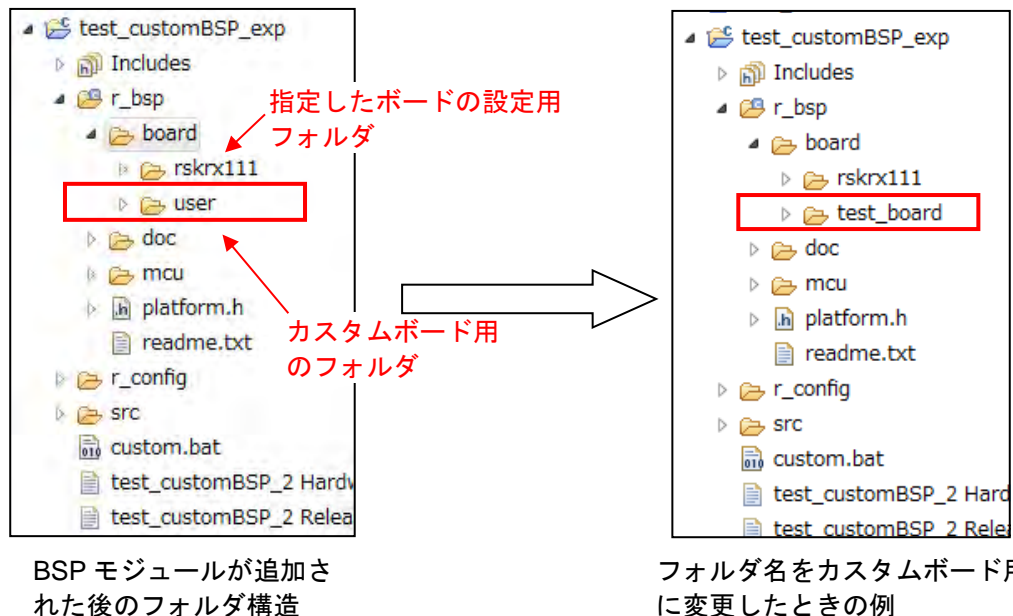 test_customBSP_exp
Includes
r_bsp
board
rskrx111
user
doc
mcu
platform.h
readme.txt
r_config
src
custom.bat
test_customBSP_2 Hardw
test_customBSP_2 Relea
指定したボードの設定用
フォルダ
カスタムボード用
のフォルダ
BSP モジュールが追加さ
れた後のフォルダ構造
test_customBSP_exp
Includes
r_bsp
board
rskrx111
test_board
doc
mcu
platform.h
readme.txt
r_config
src
custom.bat
test_customBSP_2 Hard
test_customBSP_2 Rele
フォルダ名をカスタムボード用
に変更したときの例